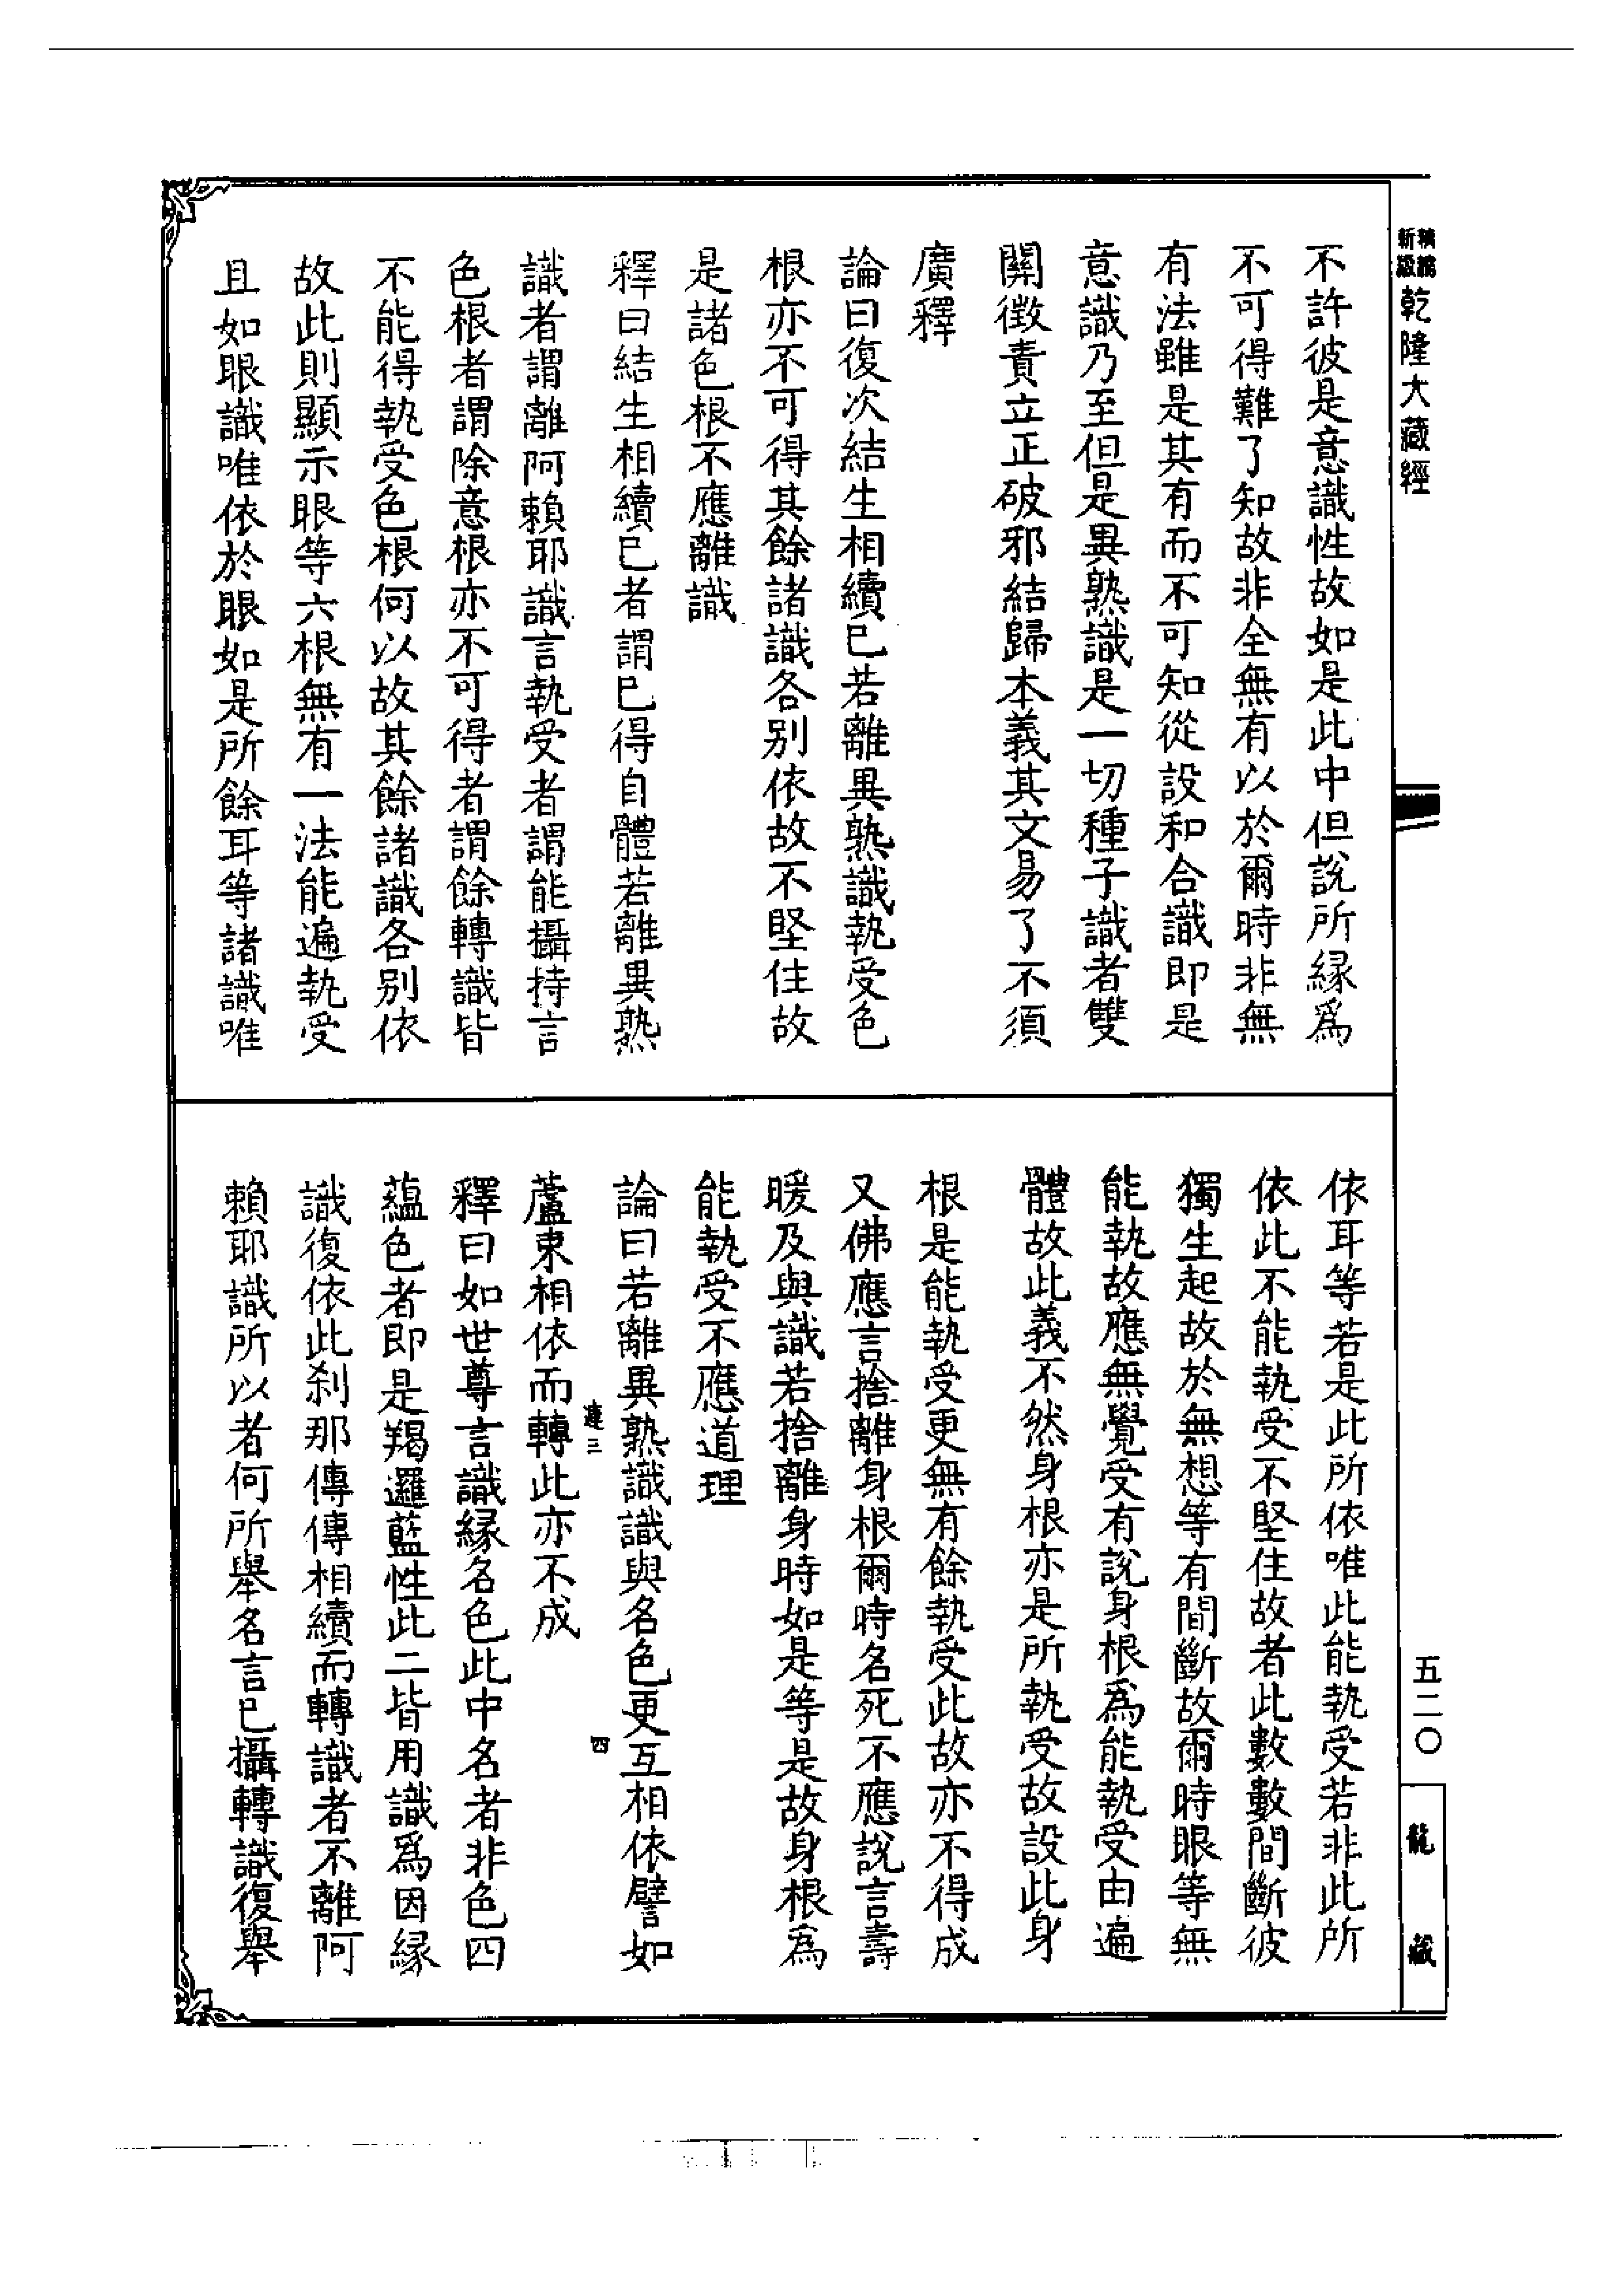 精編新版乾隆大藏經
不許彼是意識性故如是此中但說所緣爲
不可得難了知故非全無有以於爾時非無
有法雖是其有而不可知從設和合識即是
意識乃至但是異熟識是一切種子識者雙
關徵責立正破邪結歸本義其文易了不須
廣釋
論曰復次結生相續已若離異熟識執受色
根亦不可得其餘諸識各別依故不堅住故
是諸色根不應離識
釋曰結生相續已者謂已得自體若離異熟
識者謂離阿賴耶識言執受者謂能攝持言
色根者謂除意根亦不可得者謂餘轉識皆
不能得執受色根何以故其餘諸識各別依
故此則顯示眼等六根無有一法能遍執受
且如眼識唯依於眼如是所餘耳等諸識唯
依耳等若是此所依唯此能執受若非此所
依此不能執受不堅住故者此數數間斷彼
獨生起故於無想等有間斷故爾時眼等無
能執故應無覺受有說身根爲能執受由遍
體故此義不然身根亦是所執受故設此身
根是能執受更無有餘執受此故亦不得成
又佛應言捨離身根爾時名死不應說言壽
暖及與識若捨離身時如是等是故身根爲
能執受不應道理
論曰若離異熟識識與名色更互相依譬如
蘆束相依而轉此亦不成
釋曰如世尊言識緣名色此中名者非色四
蘊色者即是羯邏藍性此二皆用識爲因緣
識復依此刹那傳傳相續而轉識者不離阿
賴耶識所以者何所舉名言已攝轉識復舉
三
四
五二〇
龍藏